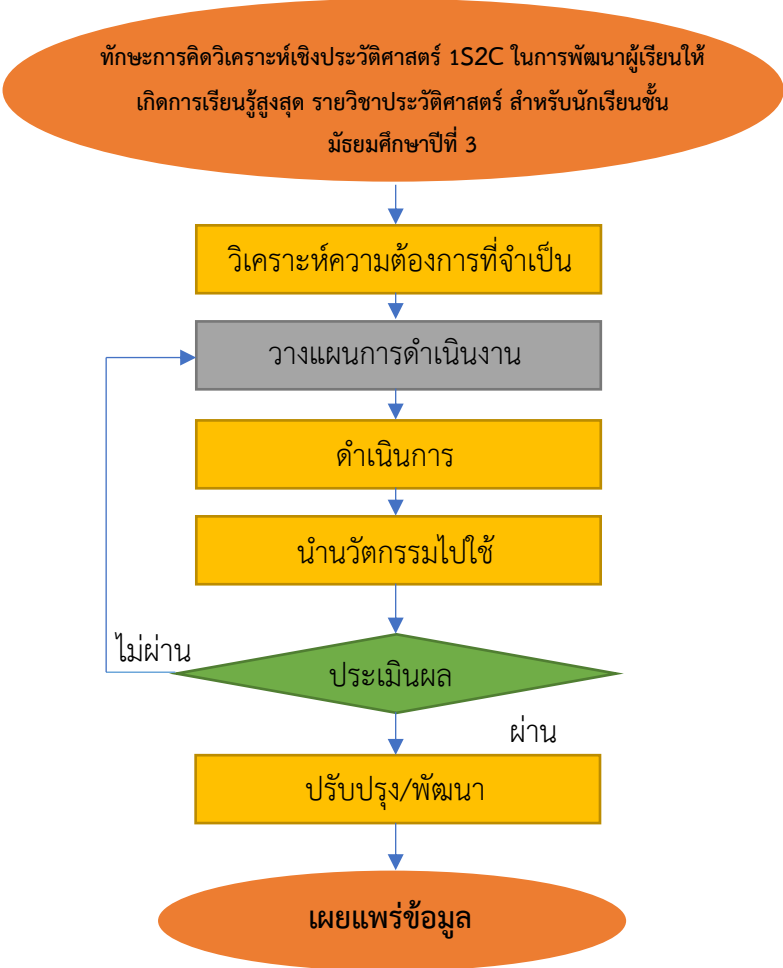 ทักษะการคิดวิเคราะห์เชิงประวัติศาสตร์ 1S2C ในการพัฒนาผู้เรียนให้
เกิดการเรียนรู้สูงสุด รายวิชาประวัติศาสตร์ สำหรับนักเรียนชั้น
มัธยมศึกษาปีที่ 3
วิเคราะห์ความต้องการที่จำเป็น
วางแผนการดำเนินงาน
ดำเนินการ
นำนวัตกรรมไปใช้
ไม่ผ่าน
ประเมินผล
ผ่าน
ปรับปรุง/พัฒนา
เผยแพร่ข้อมูล